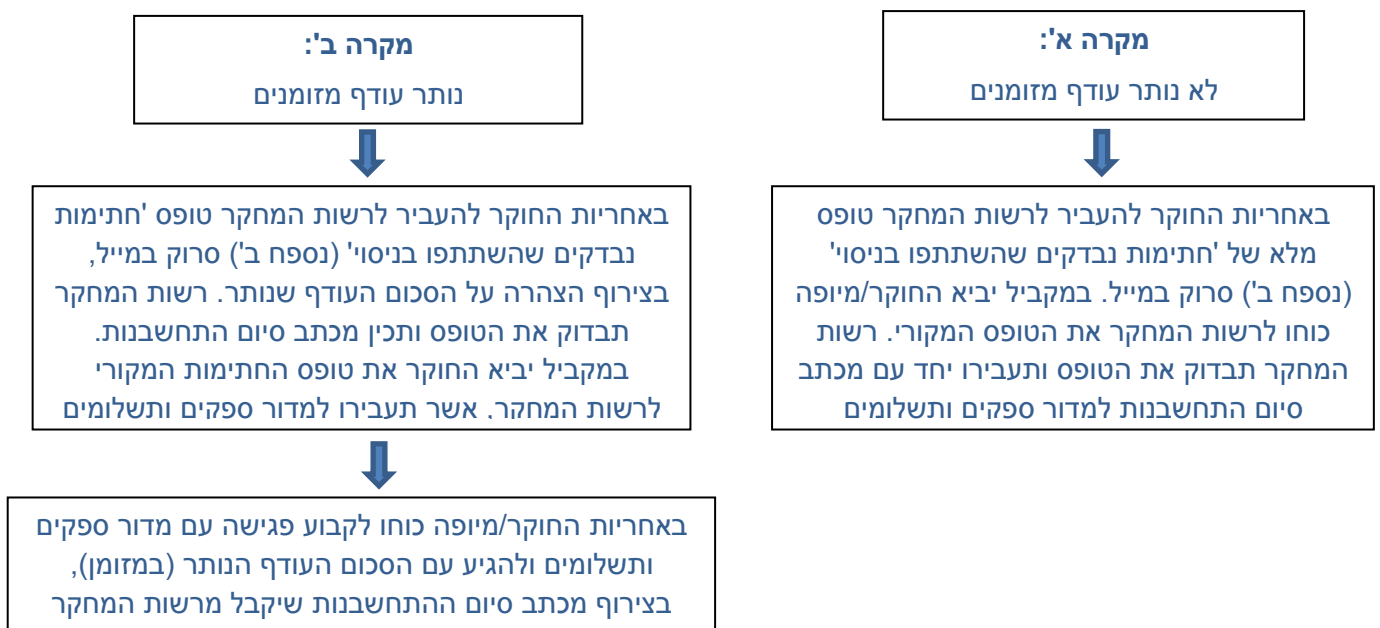 מקרה א':
לא נותר עודף מזומנים
באחריות החוקר להעביר לרשות המחקר טופס
מלא של 'חתימות נבדקים שהשתתפו בניסוי'
(נספח ב') סרוק במייל. במקביל יביא החוקר/מיופה
כוחו לרשות המחקר את הטופס המקורי. רשות
המחקר תבדוק את הטופס ותעבירו יחד עם מכתב
סיום התחשבנות למדור ספקים ותשלומים
מקרה ב':
נותר עודף מזומנים
באחריות החוקר להעביר לרשות המחקר טופס 'חתימות
נבדקים שהשתתפו בניסוי' (נספח ב') סרוק במייל,
בצירוף הצהרה על הסכום העודף שנותר. רשות המחקר
תבדוק את הטופס ותכין מכתב סיום התחשבנות.
במקביל יביא החוקר את טופס החתימות המקורי
לרשות המחקר, אשר תעבירו למדור ספקים ותשלומים
באחריות החוקר/מיופה כוחו לקבוע פגישה עם מדור ספקים
ותשלומים ולהגיע עם הסכום העודף הנותר (במזומן),
בצירוף מכתב סיום ההתחשבנות שיקבל מרשות המחקר